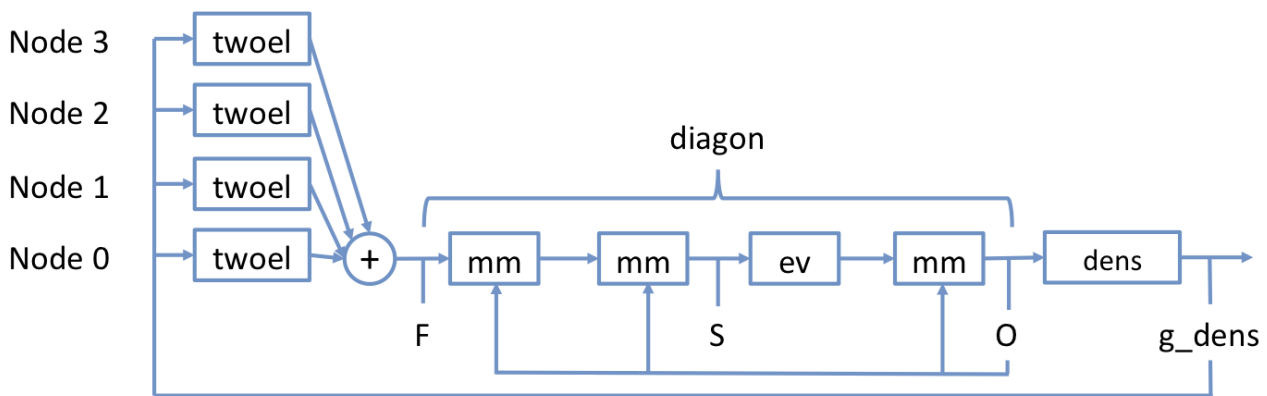 Node 3 twoel
Node 2 twoel
diagon
Node 1 twoel
Node 0 twoel + mm mm ev mm dens
F S O g_dens